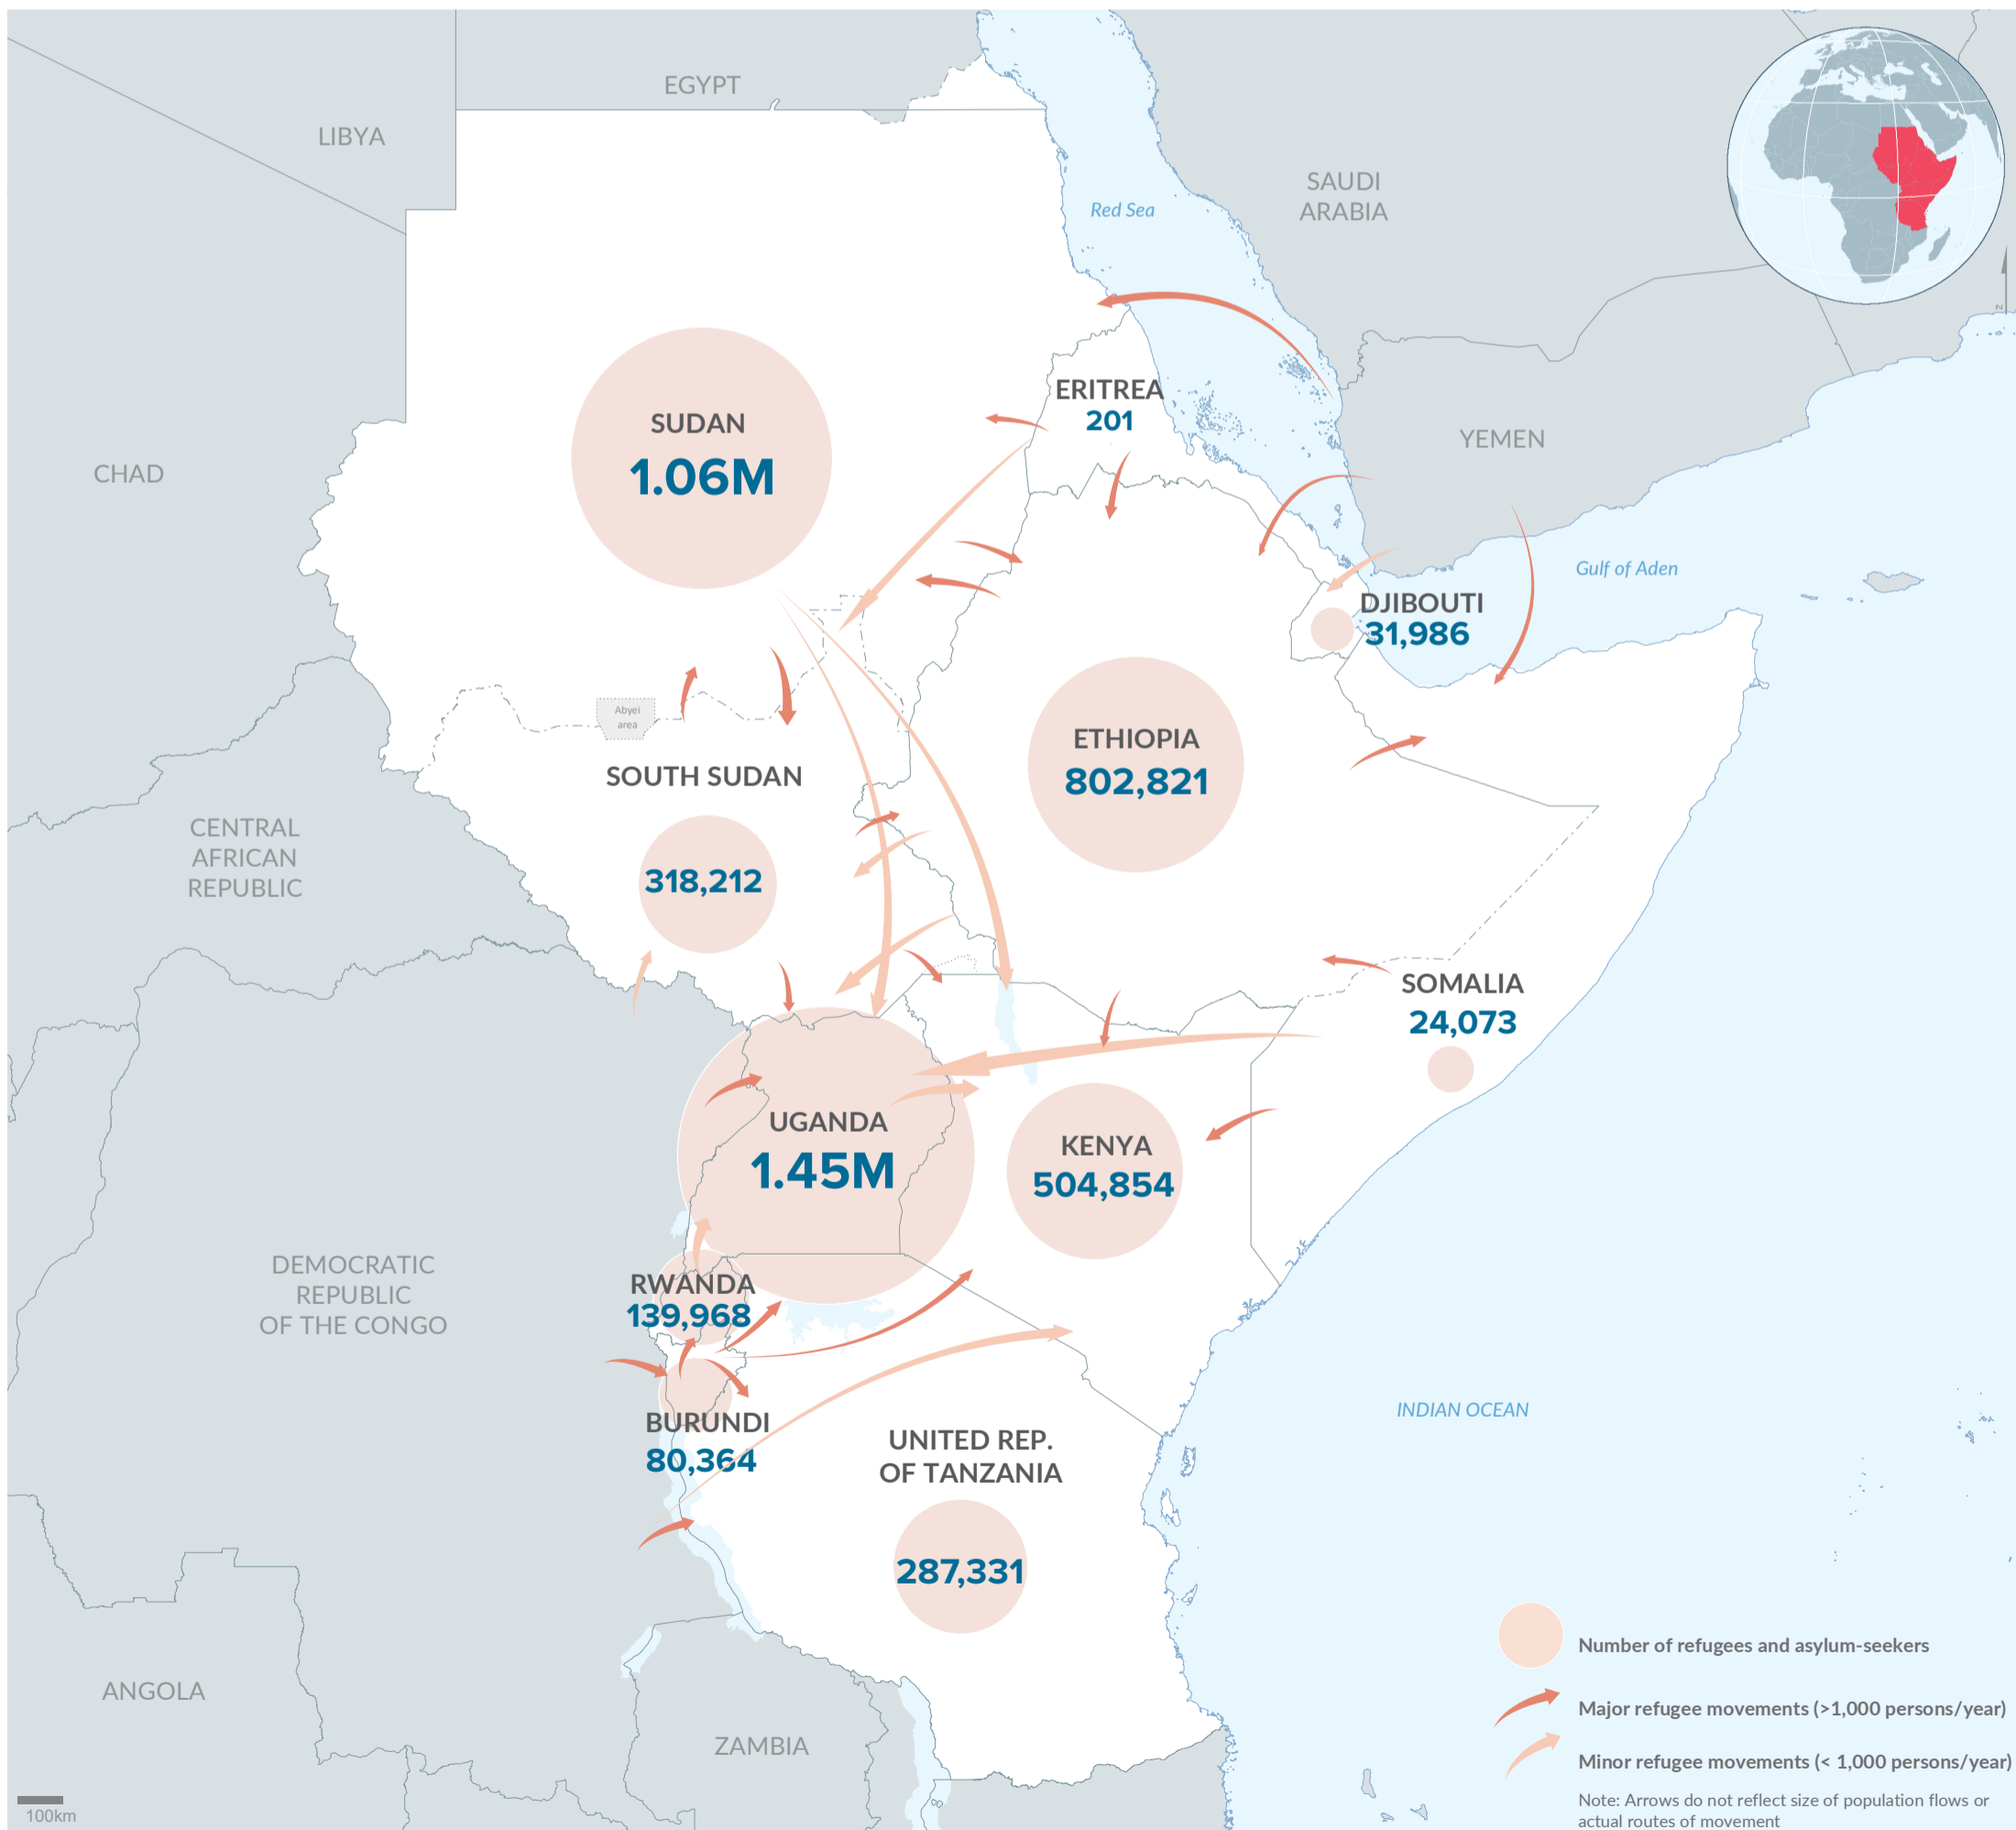 EGYPT
LIBYA
SAUDI
ARABIA
Red Sea
N
ERITREA
201
SUDAN
1.06M
YEMEN
CHAD
Gulf of Aden
DJIBOUTI
31,986
Abyei
area
ETHIOPIA
802,821
SOUTH SUDAN
318,212
CENTRAL
AFRICAN
REPUBLIC
SOMALIA
24,073
UGANDA
1.45M
KENYA
504,854
DEMOCRATIC
REPUBLIC
OF THE CONGO
RWANDA
139,968
BURUNDI
80,364
INDIAN OCEAN
UNITED REP.
OF TANZANIA
287,331
ANGOLA
ZAMBIA
Number of refugees and asylum-seekers
Major refugee movements (>1,000 persons/year)
Minor refugee movements (< 1,000 persons/year)
Note: Arrows do not reflect size of population flows or
actual routes of movement
100km